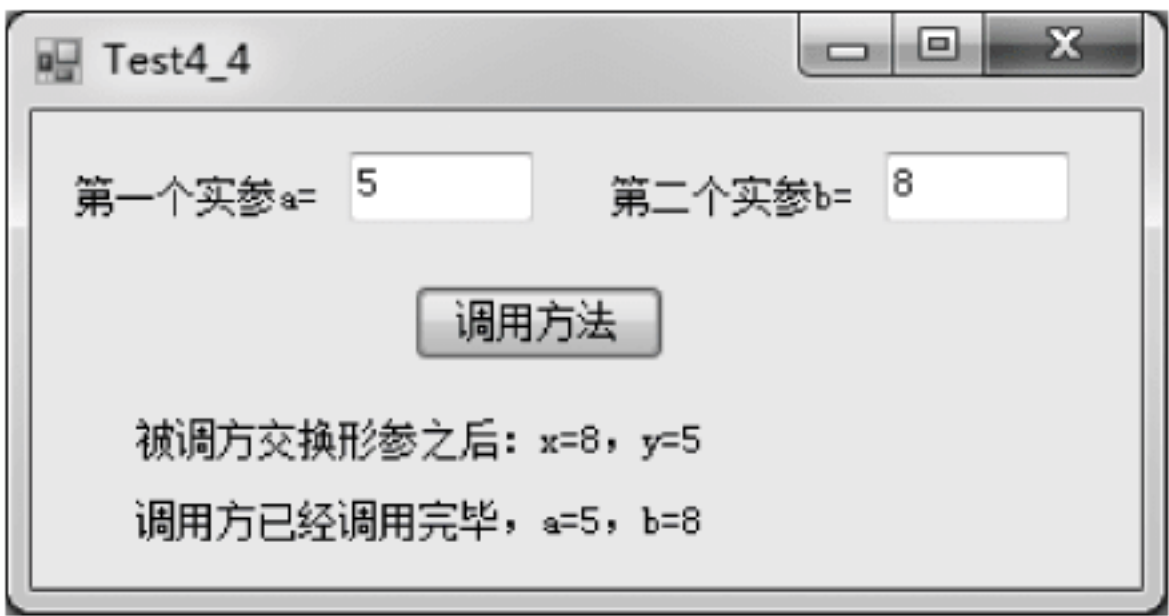 Test4_4
第一个实参a= 5 第二个实参b= 8
调用方法
被调方交换形参之后：x=8，y=5
调用方已经调用完毕，a=5，b=8